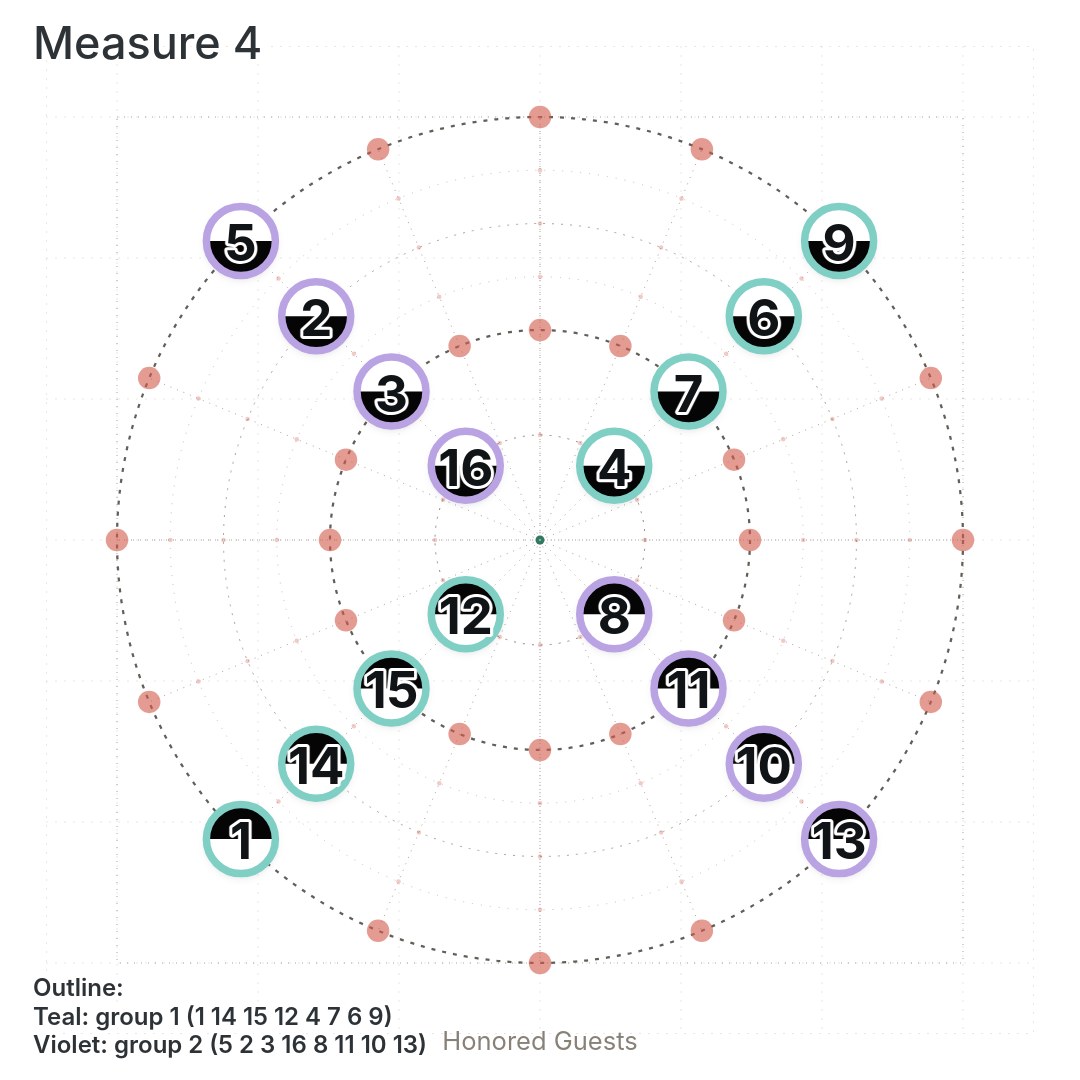 Measure 4
5 9
2 6
3 7
16 4
12 8
15 11
14 10
1 13
Outline:
Teal: group 1 (1 14 15 12 4 7 6 9)
Violet: group 2 (5 2 3 16 8 11 10 13) Honored Guests